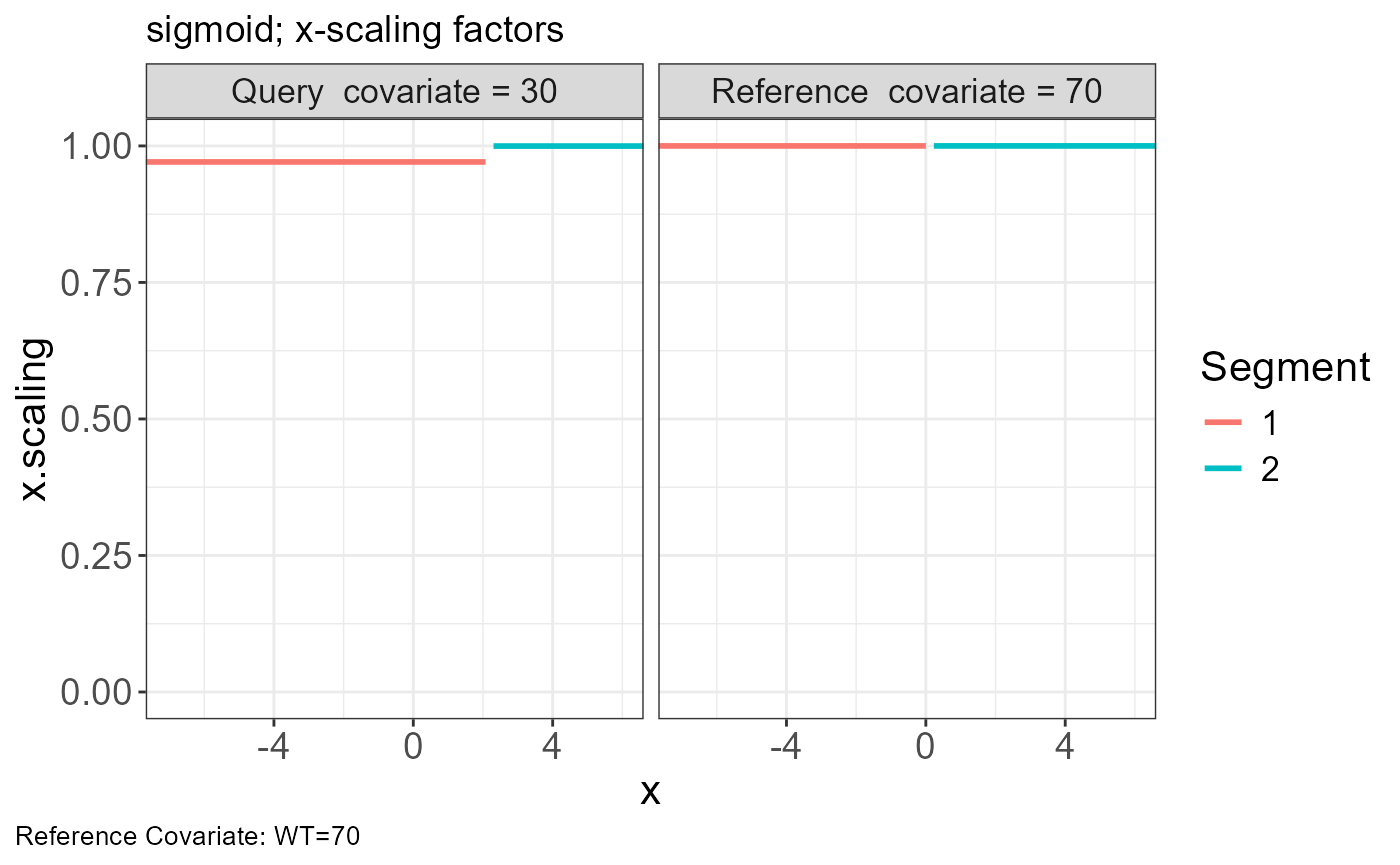 sigmoid; x-scaling factors
Query  covariate = 30
Reference  covariate = 70
1.00
0.75
0.50
0.25
0.00
x.scaling
-4 0 4
-4 0 4
x
Segment
1
2
Reference Covariate: WT=70